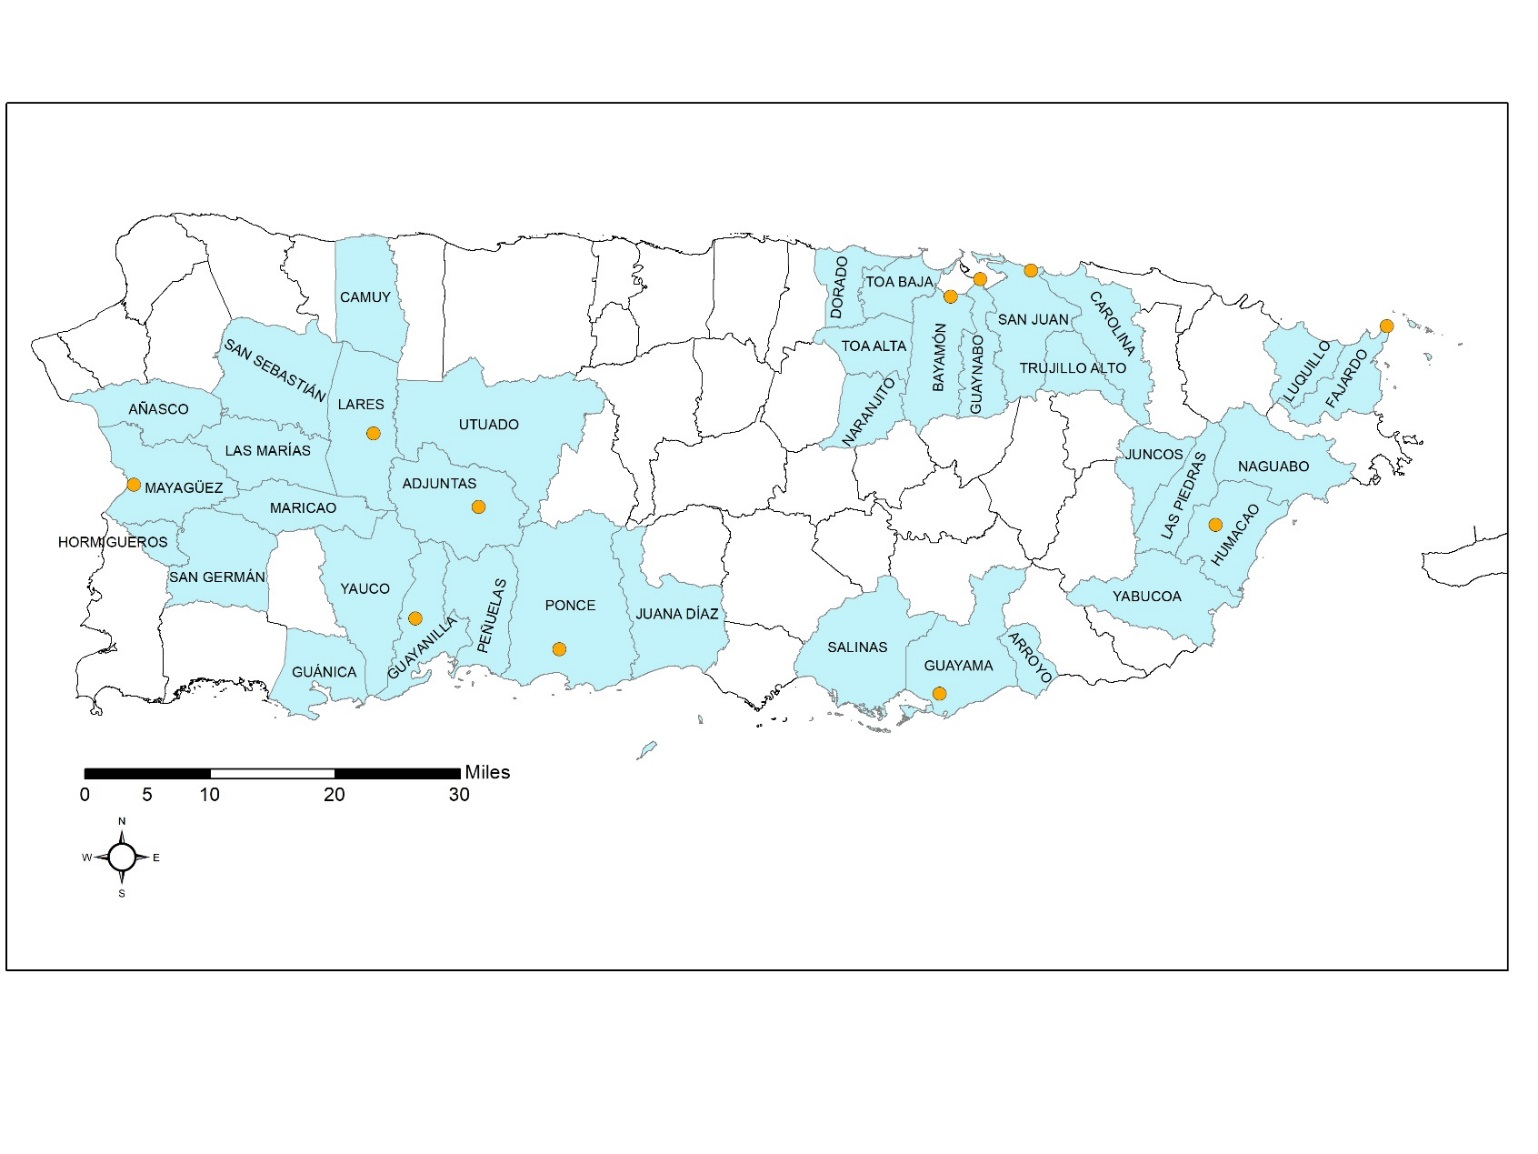 DORADO
TOA BAJA
CAMUY
SAN JUAN
CAROLINA
TOA ALTA
BAYAMÓN
GUAYNABO
TRUJILLO ALTO
SAN SEBASTIÁN
LUQUILLO
FAJARDO
AÑASCO
LARES
NARANJITO
UTUADO
LAS MARÍAS
JUNCOS
LAS PIEDRAS
NAGUABO
MAYAGÜEZ
ADJUNTAS
MARICAO
HUMACAO
HORMIGUEROS
SAN GERMÁN
YAUCO
PEÑUELAS
PONCE
JUANA DÍAZ
YABUCOA
GUAYANILLA
SALINAS
GUAYAMA
ARROYO
GUÁNICA
Miles
0 5 10 20 30
N
W E
S